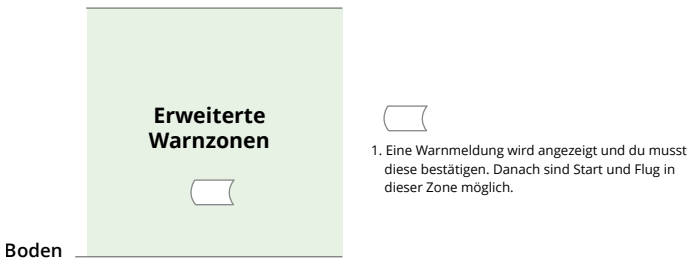 Erweiterte
Warnzonen
Boden
1. Eine Warnmeldung wird angezeigt und du musst
diese bestätigen. Danach sind Start und Flug in
dieser Zone möglich.